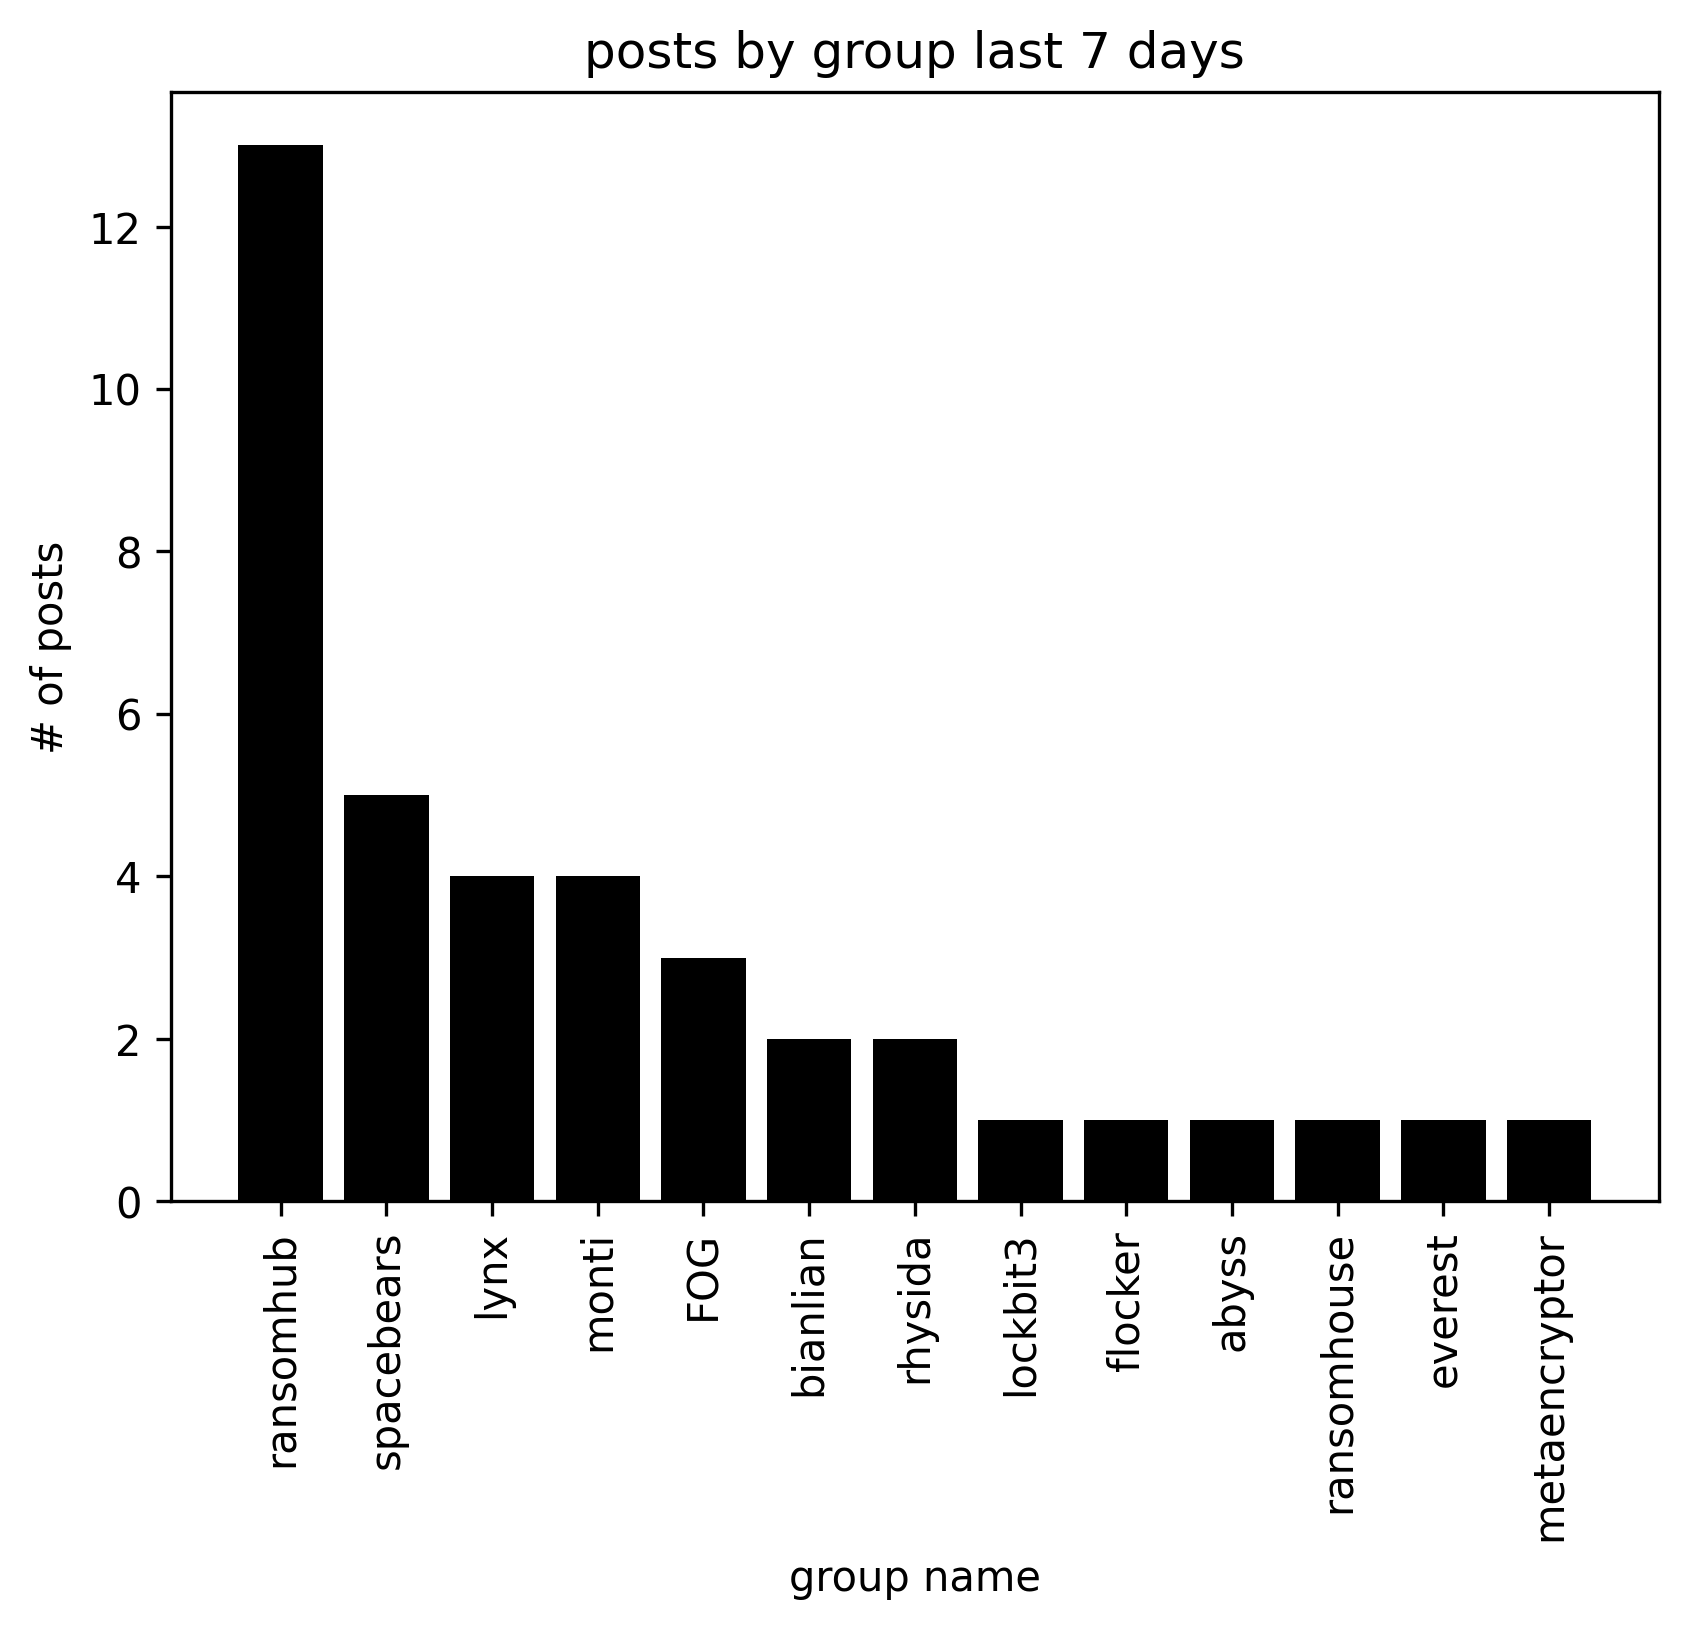 posts by group last 7 days
# of posts
12
10
8
6
4
2
0
ransomhub
spacebears
lynx
monti
FOG
bianlian
rhysida
lockbit3
flocker
abyss
ransomhouse
everest
metaencryptor
group name